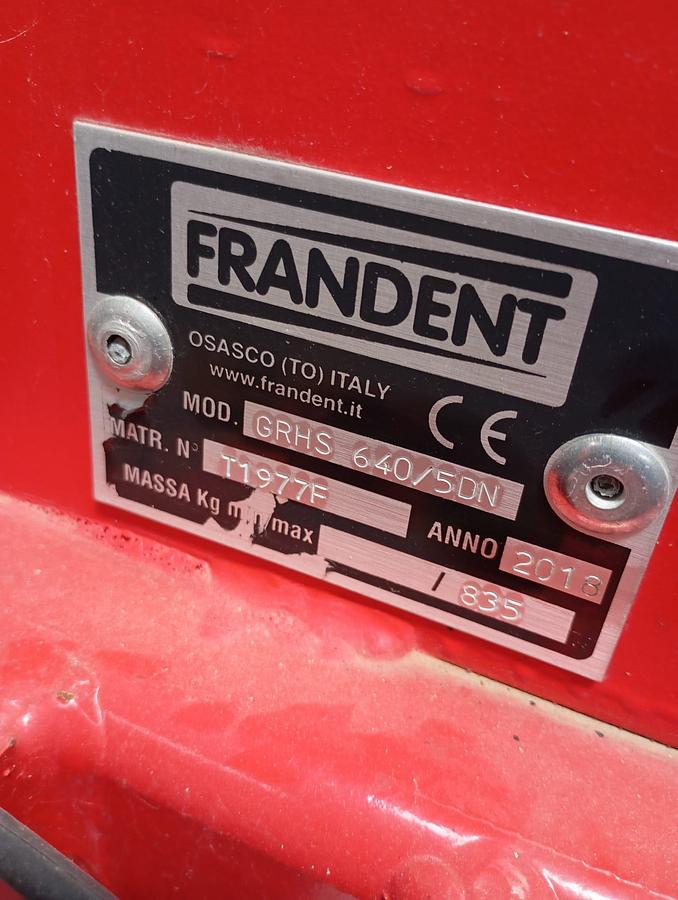 FRANDENT
OSASCO (TO) ITALY
www.frandent.it
CE
MOD. GRHS 640/5DN
MATR. N° T1977F
ANNO 2018
MASSA Kg min/max / 835